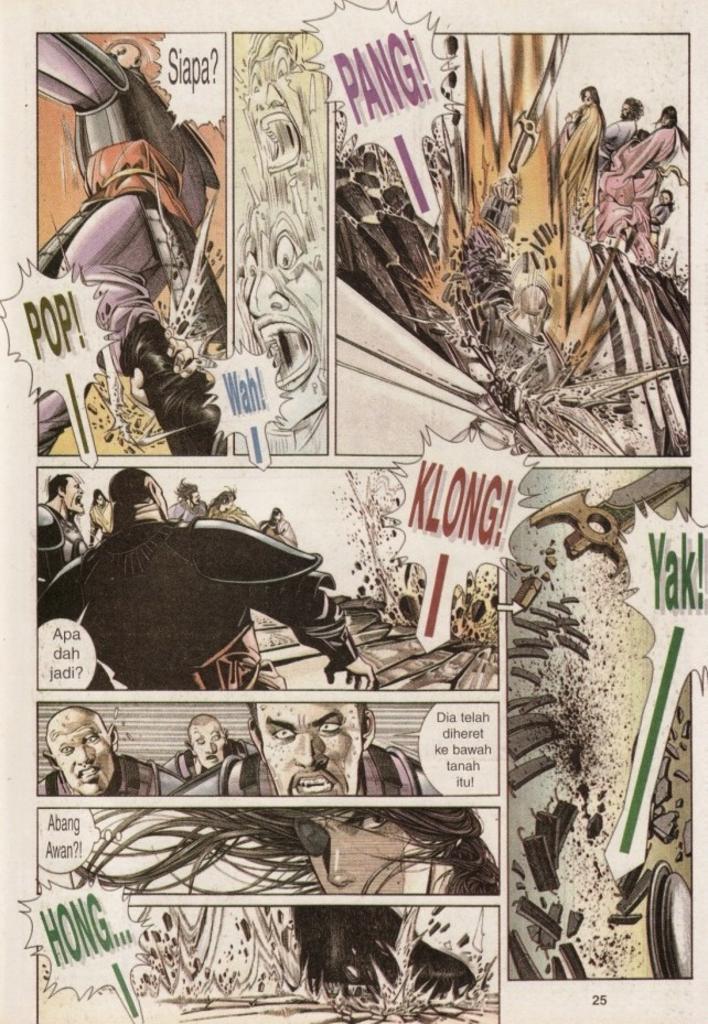 Siapa?
POP!
Wah!
PANG!
KLONG!
Apa
dah
jadi?
Yak!
Dia telah
diheret
ke bawah
tanah
itu!
Abang
Awan?!
HONG...
25